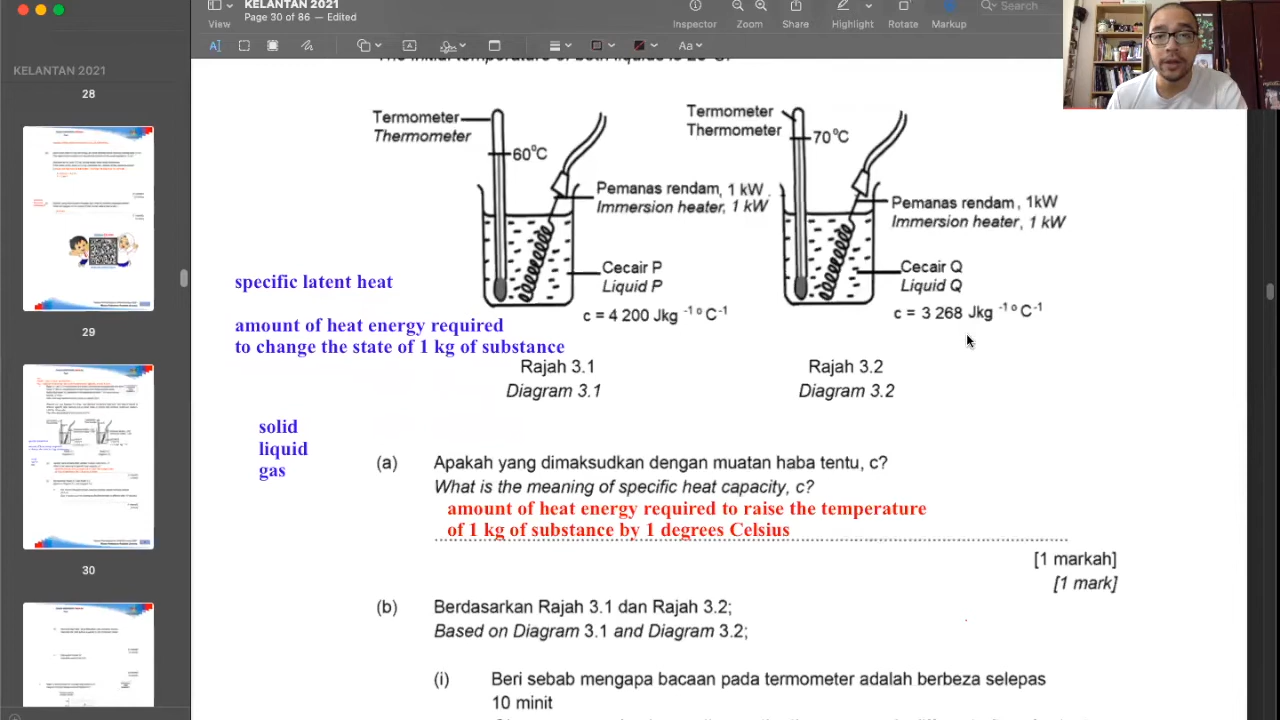 KELANTAN 2021
Page 30 of 86 — Edited
View
Inspector
Zoom
Share
Highlight
Rotate
Markup
Search
Aa
KELANTAN 2021
28
29
30
Termometer
Thermometer
60°C
Pemanas rendam, 1 kW
Immersion heater, 1 kW
Cecair P
Liquid P
c = 4 200 Jkg ⁻¹ ⁰ C⁻¹
Rajah 3.1
Diagram 3.1
Termometer
Thermometer
70°C
Pemanas rendam, 1kW
Immersion heater, 1 kW
Cecair Q
Liquid Q
c = 3 268 Jkg ⁻¹ ⁰ C⁻¹
Rajah 3.2
Diagram 3.2
specific latent heat
amount of heat energy required
to change the state of 1 kg of substance
solid
liquid
gas
(a) Apakah yang dimaksudkan dengan muatan haba tentu, c?
What is the meaning of specific heat capacity, c?
amount of heat energy required to raise the temperature
of 1 kg of substance by 1 degrees Celsius
[1 markah]
[1 mark]
(b) Berdasarkan Rajah 3.1 dan Rajah 3.2;
Based on Diagram 3.1 and Diagram 3.2;
(i) Beri sebab mengapa bacaan pada termometer adalah berbeza selepas
10 minit